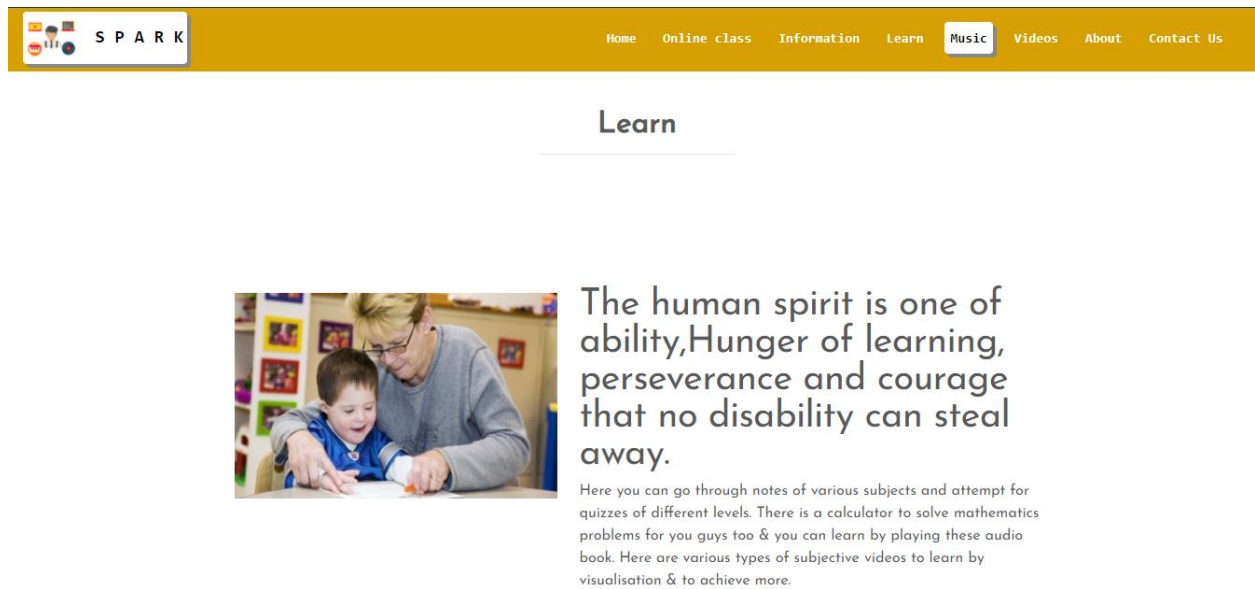 S P A R K
Home Online class Information Learn Music Videos About Contact Us
Learn
The human spirit is one of
ability,Hunger of learning,
perseverance and courage
that no disability can steal
away.
Here you can go through notes of various subjects and attempt for
quizzes of different levels. There is a calculator to solve mathematics
problems for you guys too & you can learn by playing these audio
book. Here are various types of subjective videos to learn by
visualisation & to achieve more.